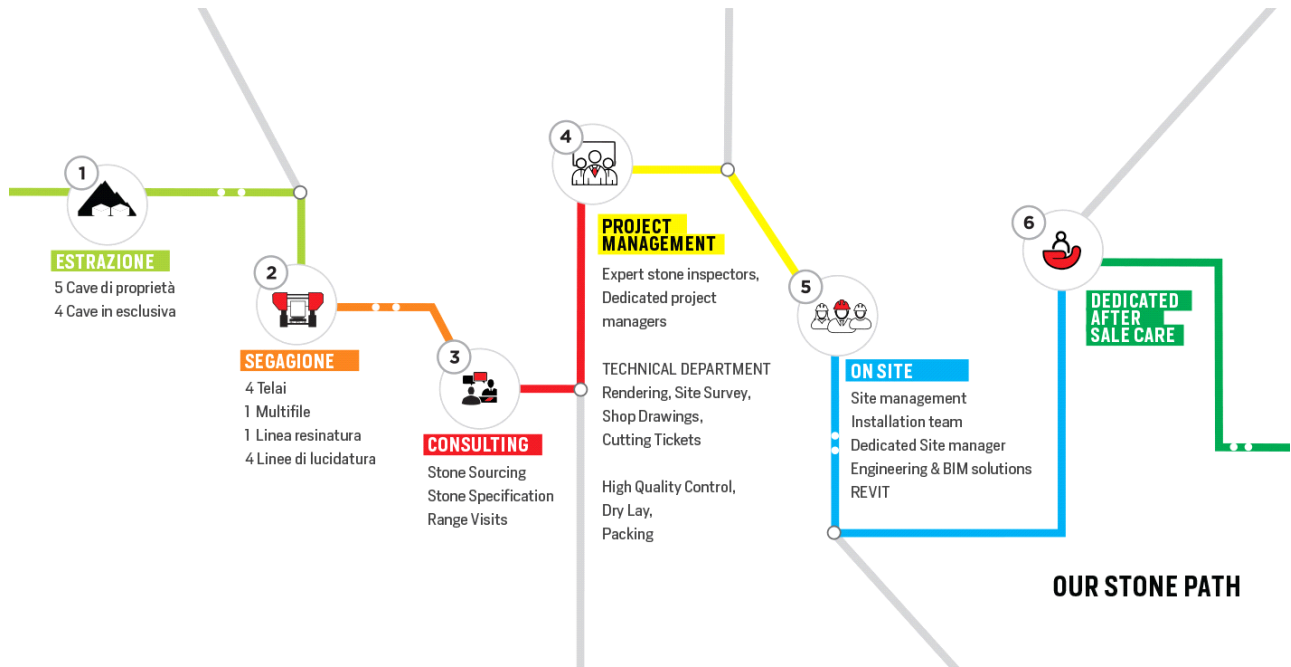 1
ESTRAZIONE
5 Cave di proprietà
4 Cave in esclusiva
2
SEGAGIONE
4 Telai
1 Multifile
1 Linea resinatura
4 Linee di lucidatura
3
CONSULTING
Stone Sourcing
Stone Specification
Range Visits
4
PROJECT
MANAGEMENT
Expert stone inspectors,
Dedicated project
managers
TECHNICAL DEPARTMENT
Rendering, Site Survey,
Shop Drawings,
Cutting Tickets
High Quality Control,
Dry Lay,
Packing
5
ON SITE
Site management
Installation team
Dedicated Site manager
Engineering & BIM solutions
REVIT
6
DEDICATED
AFTER
SALE CARE
OUR STONE PATH